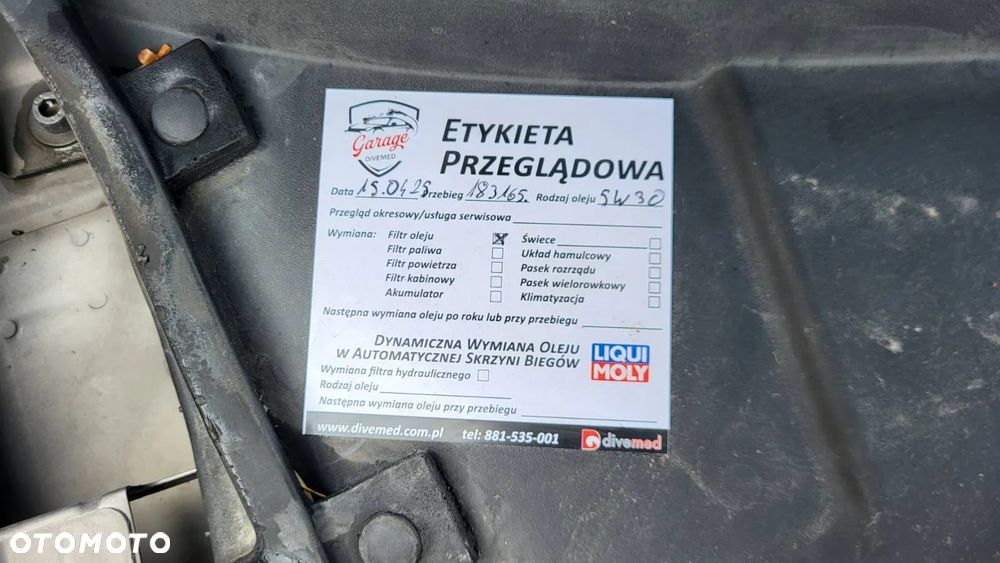 Garage
DIVEMED
ETYKIETA
PRZEGLĄDOWA
Data 15.04.25 Przebieg 183165. Rodzaj oleju 5W30
Przegląd okresowy/usługa serwisowa
Wymiana: Filtr oleju
Filtr paliwa
Filtr powietrza
Filtr kabinowy
Akumulator
Świece
Układ hamulcowy
Pasek rozrządu
Pasek wielorowkowy
Klimatyzacja
Następna wymiana oleju po roku lub przy przebiegu
DYNAMICZNA WYMIANA OLEJU
W AUTOMATYCZNEJ SKRZYNI BIEGÓW
LIQUI
MOLY
Wymiana filtra hydraulicznego
Rodzaj oleju
Następna wymiana oleju przy przebiegu
www.divemed.com.pl tel: 881-535-001 divemed
OTOMOTO